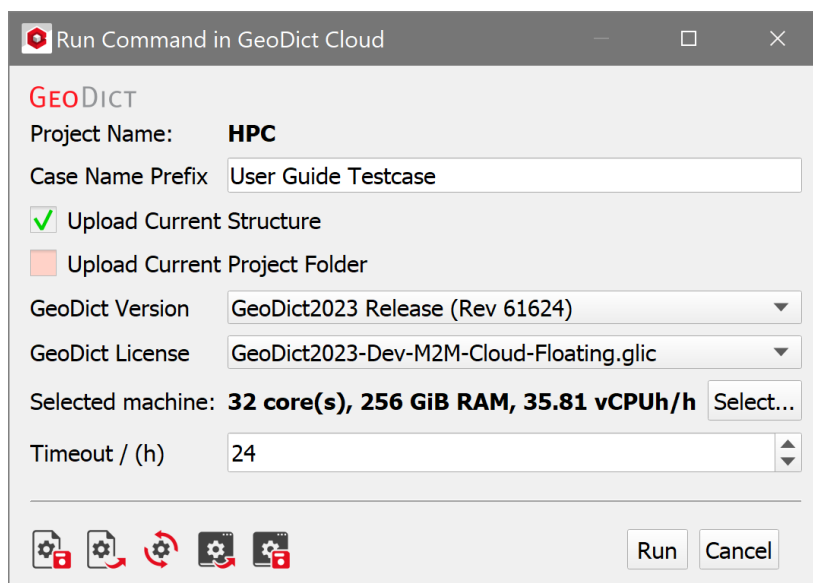 Run Command in GeoDict Cloud
GEODICT
Project Name: HPC
Case Name Prefix User Guide Testcase
Upload Current Structure
Upload Current Project Folder
GeoDict Version GeoDict2023 Release (Rev 61624)
GeoDict License GeoDict2023-Dev-M2M-Cloud-Floating.glic
Selected machine: 32 core(s), 256 GiB RAM, 35.81 vCPUh/h Select...
Timeout / (h) 24
Run Cancel